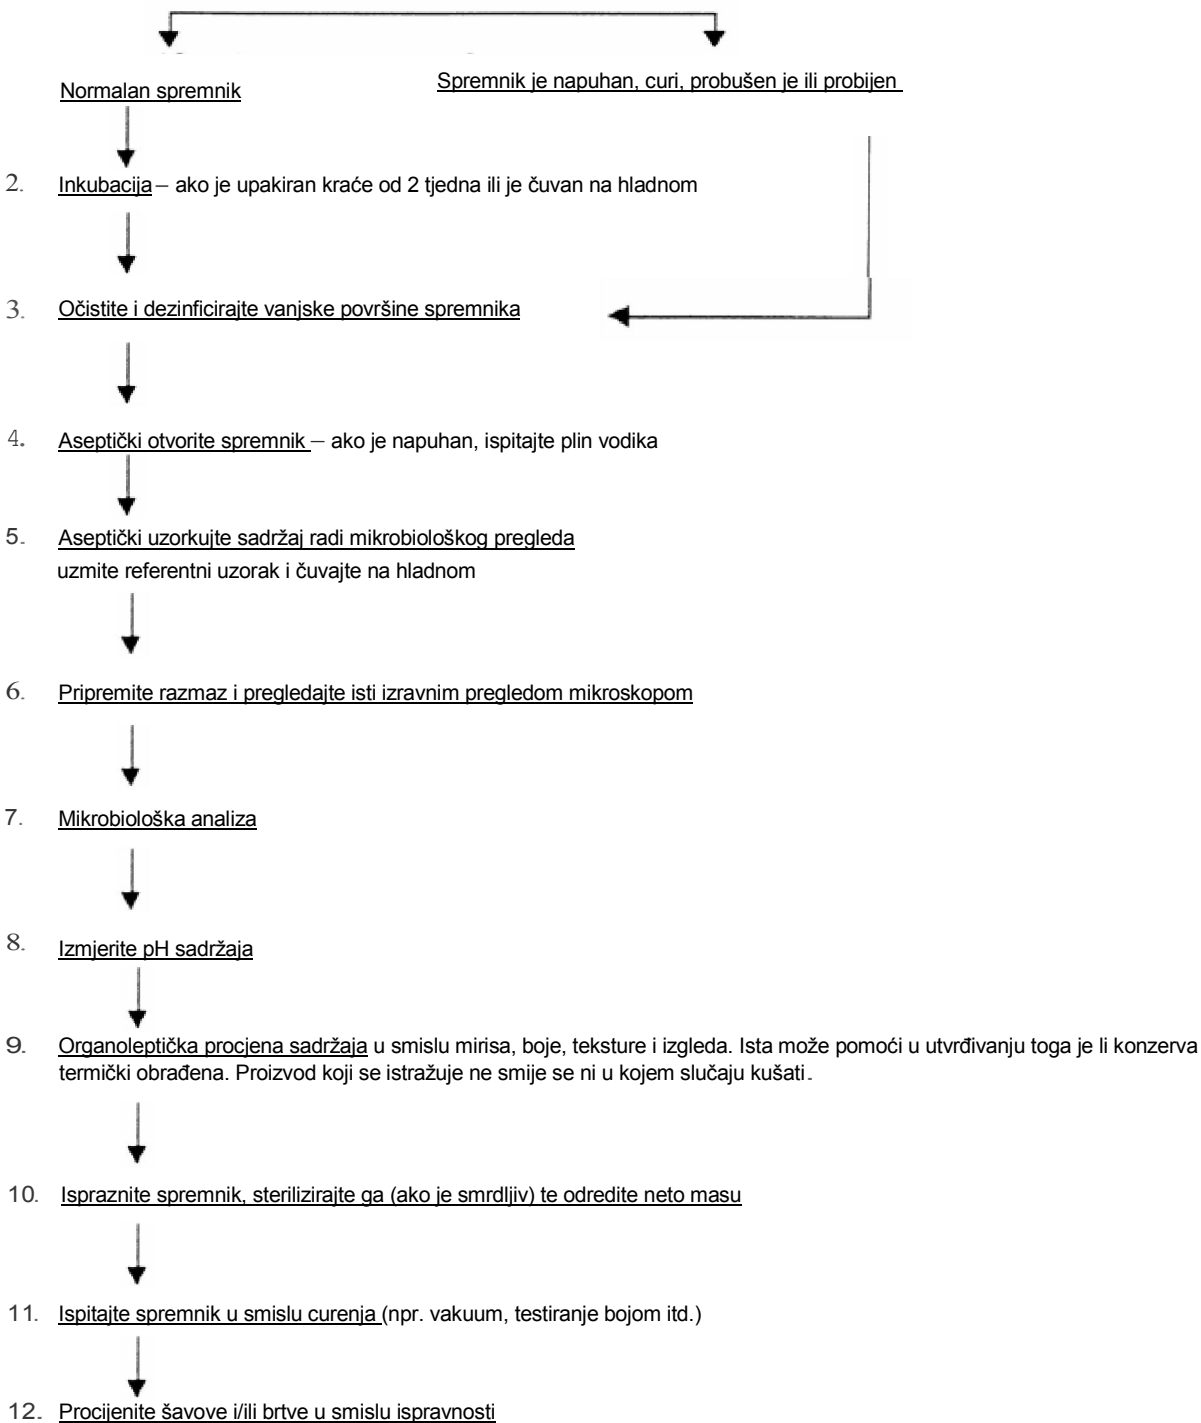 Normalan spremnik
Spremnik je napuhan, curi, probušen je ili probijen
2. Inkubacija – ako je upakiran kraće od 2 tjedna ili je čuvan na hladnom
3. Očistite i dezinficirajte vanjske površine spremnika
4. Aseptički otvorite spremnik – ako je napuhan, ispitajte plin vodika
5. Aseptički uzorkujte sadržaj radi mikrobiološkog pregleda
uzmite referentni uzorak i čuvajte na hladnom
6. Pripremite razmaz i pregledajte isti izravnim pregledom mikroskopom
7. Mikrobiološka analiza
8. Izmjerite pH sadržaja
9. Organoleptička procjena sadržaja u smislu mirisa, boje, teksture i izgleda. Ista može pomoći u utvrđivanju toga je li konzerva
termički obrađena. Proizvod koji se istražuje ne smije se ni u kojem slučaju kušati.
10. Ispraznite spremnik, sterilizirajte ga (ako je smrdljiv) te odredite neto masu
11. Ispitajte spremnik u smislu curenja (npr. vakuum, testiranje bojom itd.)
12. Procijenite šavove i/ili brtve u smislu ispravnosti